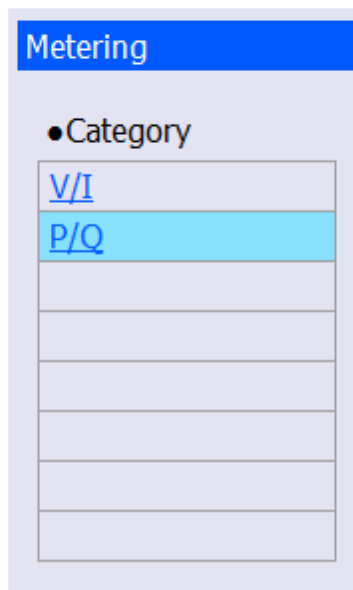 Metering
●Category
V/I
P/Q